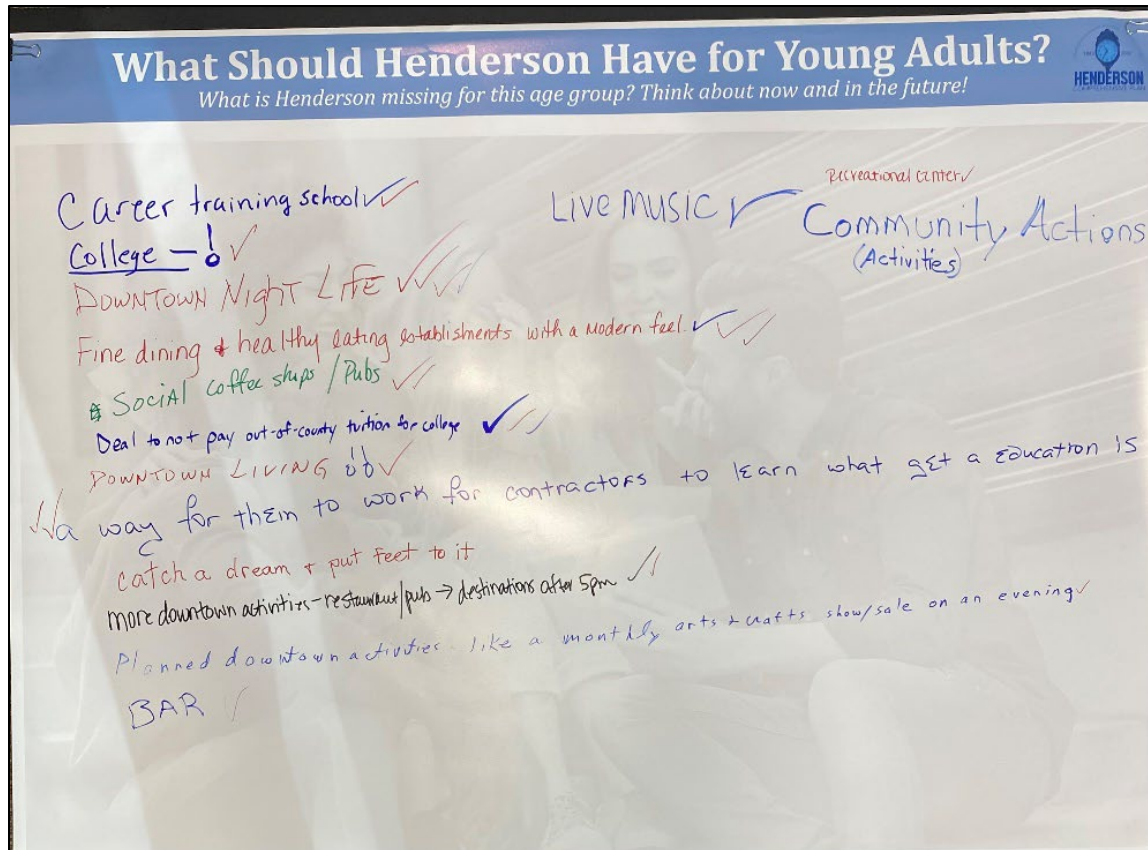 What Should Henderson Have for Young Adults?
What is Henderson missing for this age group? Think about now and in the future!
HENDERSON
COMPREHENSIVE PLAN
Career training school ✓✓
College - ! ✓
DOWNTOWN Night LIFE ✓✓✓✓
Fine dining & healthy eating establishments with a modern feel. ✓✓✓
SOCIAL Coffee shops / Pubs ✓✓
Deal to not pay out-of-county tuition for college ✓✓✓
DOWNTOWN LIVING !! ✓
✓✓ a way for them to work for contractors to learn what get a education is
catch a dream + put feet to it
more downtown activities - restaurant/pub → destinations after 5pm ✓✓
Planned downtown activities - like a monthly arts + crafts show/sale on an evening ✓
BAR ✓
LIVE MUSIC ✓
Recreational center ✓
Community Actions
(Activities)